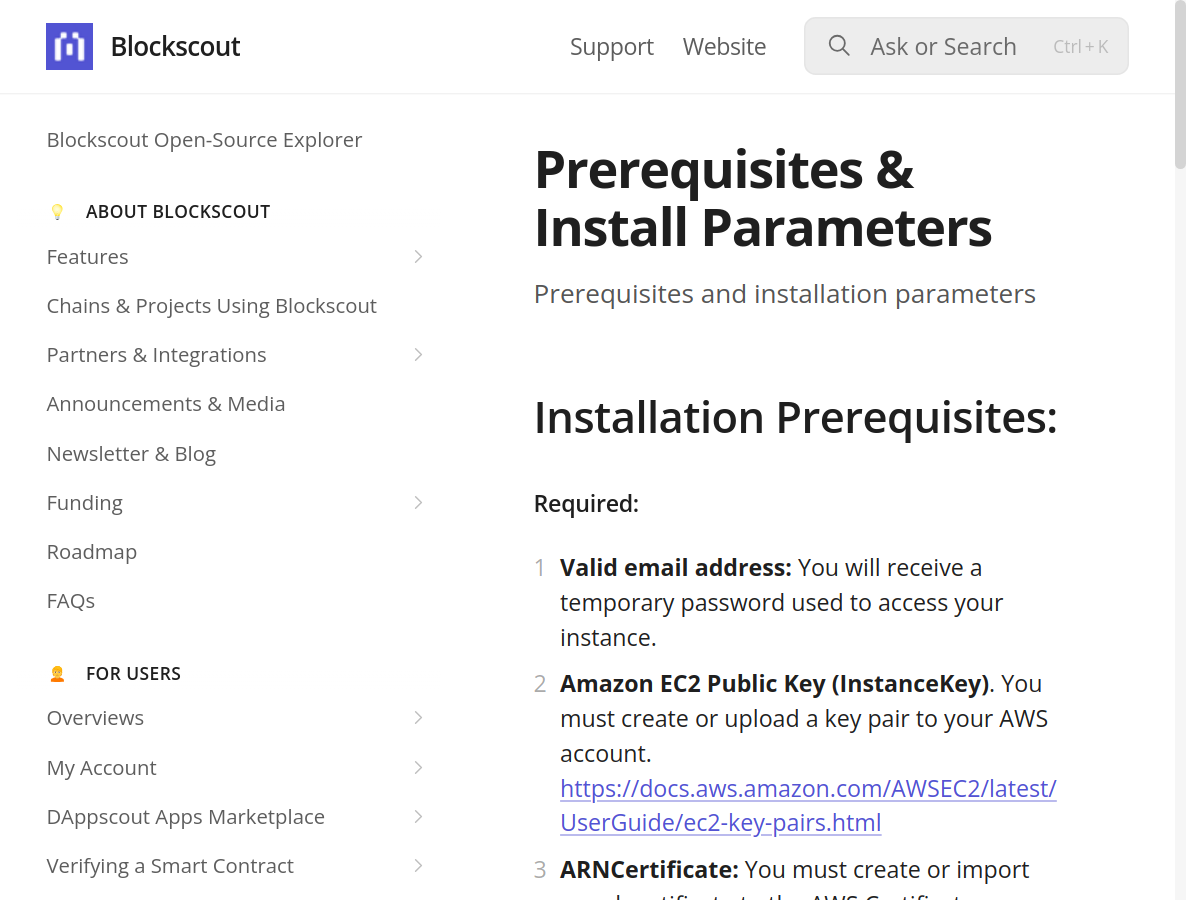 Blockscout
Support
Website
Ask or Search
Ctrl + K
Blockscout Open-Source Explorer
ABOUT BLOCKSCOUT
Features
Chains & Projects Using Blockscout
Partners & Integrations
Announcements & Media
Newsletter & Blog
Funding
Roadmap
FAQs
FOR USERS
Overviews
My Account
DAppscout Apps Marketplace
Verifying a Smart Contract
Prerequisites &
Install Parameters
Prerequisites and installation parameters
Installation Prerequisites:
Required:
1 Valid email address: You will receive a
temporary password used to access your
instance.
2 Amazon EC2 Public Key (InstanceKey). You
must create or upload a key pair to your AWS
account.
https://docs.aws.amazon.com/AWSEC2/latest/
UserGuide/ec2-key-pairs.html
3 ARNCertificate: You must create or import